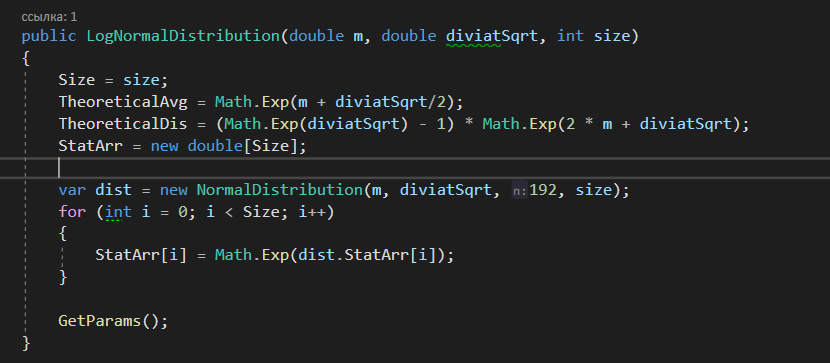 ссылка: 1
public LogNormalDistribution(double m, double diviatSqrt, int size)
{
    Size = size;
    TheoreticalAvg = Math.Exp(m + diviatSqrt/2);
    TheoreticalDis = (Math.Exp(diviatSqrt) - 1) * Math.Exp(2 * m + diviatSqrt);
    StatArr = new double[Size];

    var dist = new NormalDistribution(m, diviatSqrt, n:192, size);
    for (int i = 0; i < Size; i++)
    {
        StatArr[i] = Math.Exp(dist.StatArr[i]);
    }

    GetParams();
}